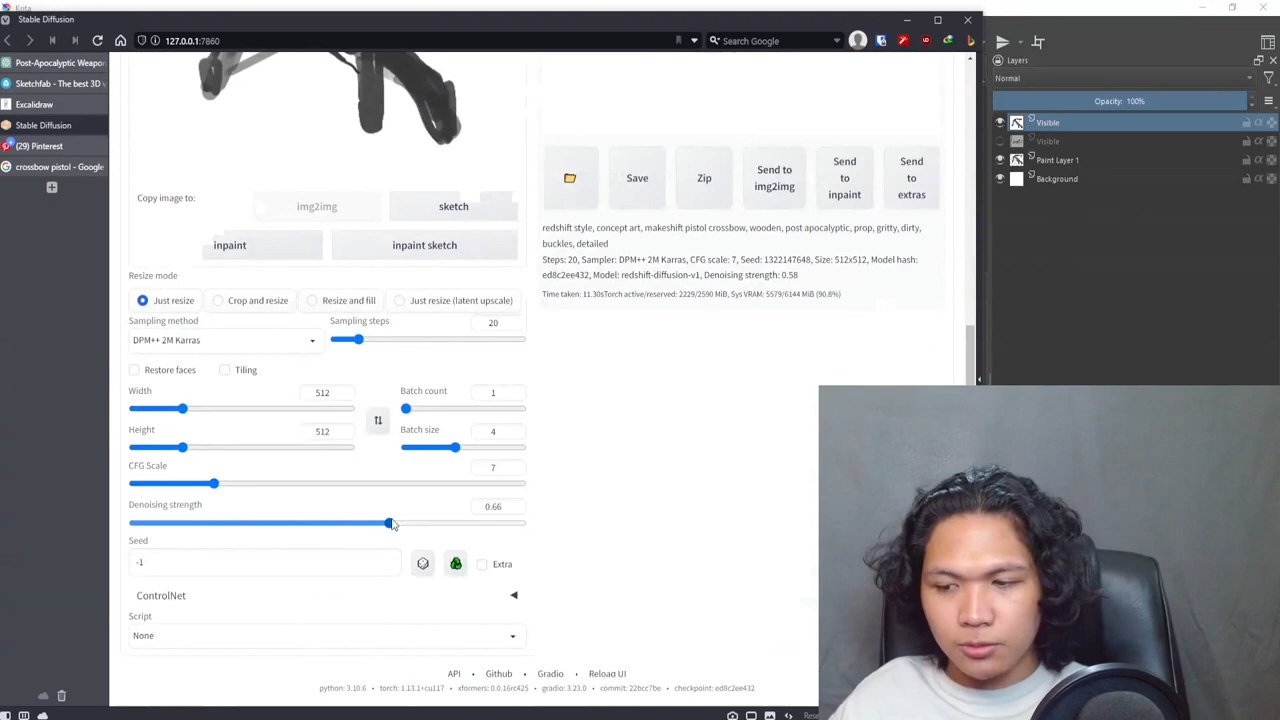 Krita
Stable Diffusion
127.0.0.1:7860
Search Google
Post-Apocalyptic Weapo
Sketchfab - The best 3D v
Excalidraw
Stable Diffusion
(29) Pinterest
crossbow pistol - Google
Copy image to:
img2img
sketch
inpaint
inpaint sketch
Resize mode
Just resize
Crop and resize
Resize and fill
Just resize (latent upscale)
Sampling method
DPM++ 2M Karras
Sampling steps
20
Restore faces
Tiling
Width
512
Batch count
1
Height
512
Batch size
4
CFG Scale
7
Denoising strength
0.66
Seed
-1
Extra
ControlNet
Script
None
Save
Zip
Send to
img2img
Send
to
inpaint
Send
to
extras
redshift style, concept art, makeshift pistol crossbow, wooden, post apocalyptic, prop, gritty, dirty,
buckles, detailed
Steps: 20, Sampler: DPM++ 2M Karras, CFG scale: 7, Seed: 1322147648, Size: 512x512, Model hash:
ed8c2ee432, Model: redshift-diffusion-v1, Denoising strength: 0.58
Time taken: 11.30sTorch active/reserved: 2229/2590 MiB, Sys VRAM: 5579/6144 MiB (90.8%)
API • Github • Gradio • Reload UI
python: 3.10.6 • torch: 1.13.1+cu117 • xformers: 0.0.16rc425 • gradio: 3.23.0 • commit: 22bcc7be • checkpoint: ed8c2ee432
Layers
Normal
Opacity: 100%
Visible
Visible
Paint Layer 1
Background
Rese